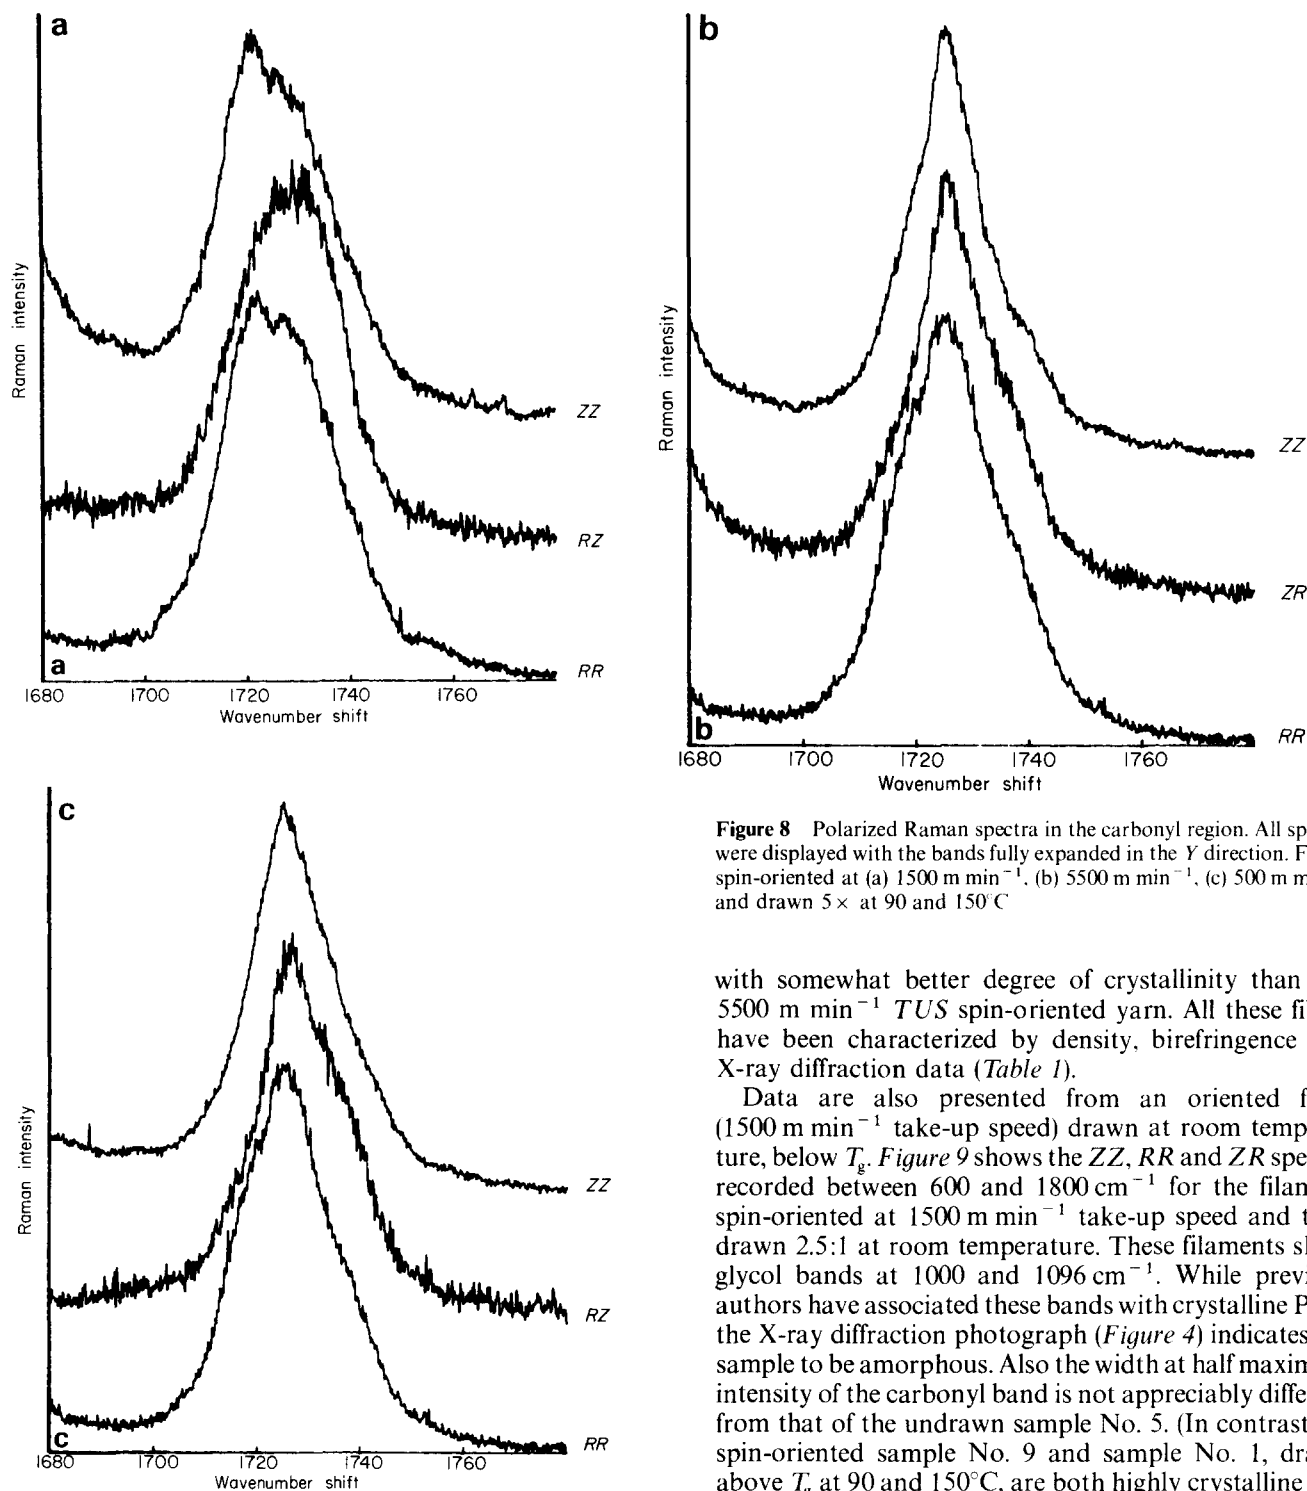 a
Raman intensity
ZZ
RZ
RR
a
1680 1700 1720 1740 1760
Wavenumber shift
b
Raman intensity
ZZ
ZR
RR
b
1680 1700 1720 1740 1760
Wavenumber shift
c
Raman intensity
ZZ
RZ
RR
c
1680 1700 1720 1740 1760
Wavenumber shift
Figure 8 Polarized Raman spectra in the carbonyl region. All sp
were displayed with the bands fully expanded in the Y direction. F
spin-oriented at (a) 1500 m min⁻¹, (b) 5500 m min⁻¹, (c) 500 m m
and drawn 5× at 90 and 150°C
with somewhat better degree of crystallinity than
5500 m min⁻¹ TUS spin-oriented yarn. All these fil
have been characterized by density, birefringence
X-ray diffraction data (Table 1).
Data are also presented from an oriented f
(1500 m min⁻¹ take-up speed) drawn at room temp
ture, below Tg. Figure 9 shows the ZZ, RR and ZR spe
recorded between 600 and 1800 cm⁻¹ for the filam
spin-oriented at 1500 m min⁻¹ take-up speed and t
drawn 2.5:1 at room temperature. These filaments sl
glycol bands at 1000 and 1096 cm⁻¹. While previ
authors have associated these bands with crystalline P
the X-ray diffraction photograph (Figure 4) indicates
sample to be amorphous. Also the width at half maxim
intensity of the carbonyl band is not appreciably diffe
from that of the undrawn sample No. 5. (In contrast
spin-oriented sample No. 9 and sample No. 1, dra
above Tg at 90 and 150°C, are both highly crystalline